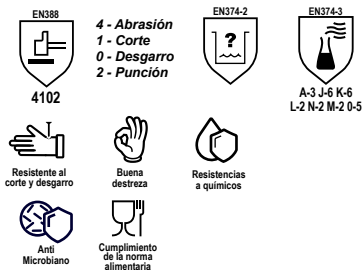 EN388
4102
4 - Abrasión
1 - Corte
0 - Desgarro
2 - Punción
EN374-2
?
EN374-3
A-3 J-6 K-6
L-2 N-2 M-2 0-5
Resistente al
corte y desgarro
Buena
destreza
Resistencias
a químicos
Anti
Microbiano
Cumplimiento
de la norma
alimentaria